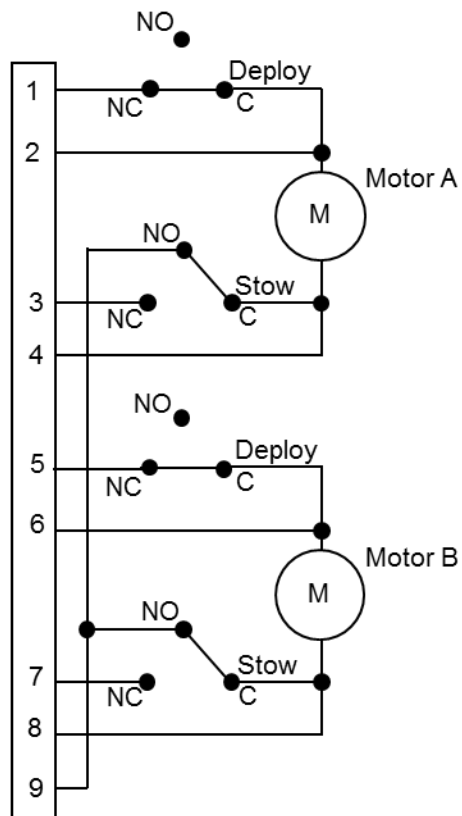 NO
1 Deploy
NC C
2
Motor A
M
NO
3 Stow
NC C
4
NO
5 Deploy
NC C
6
Motor B
M
NO
7 Stow
NC C
8
9